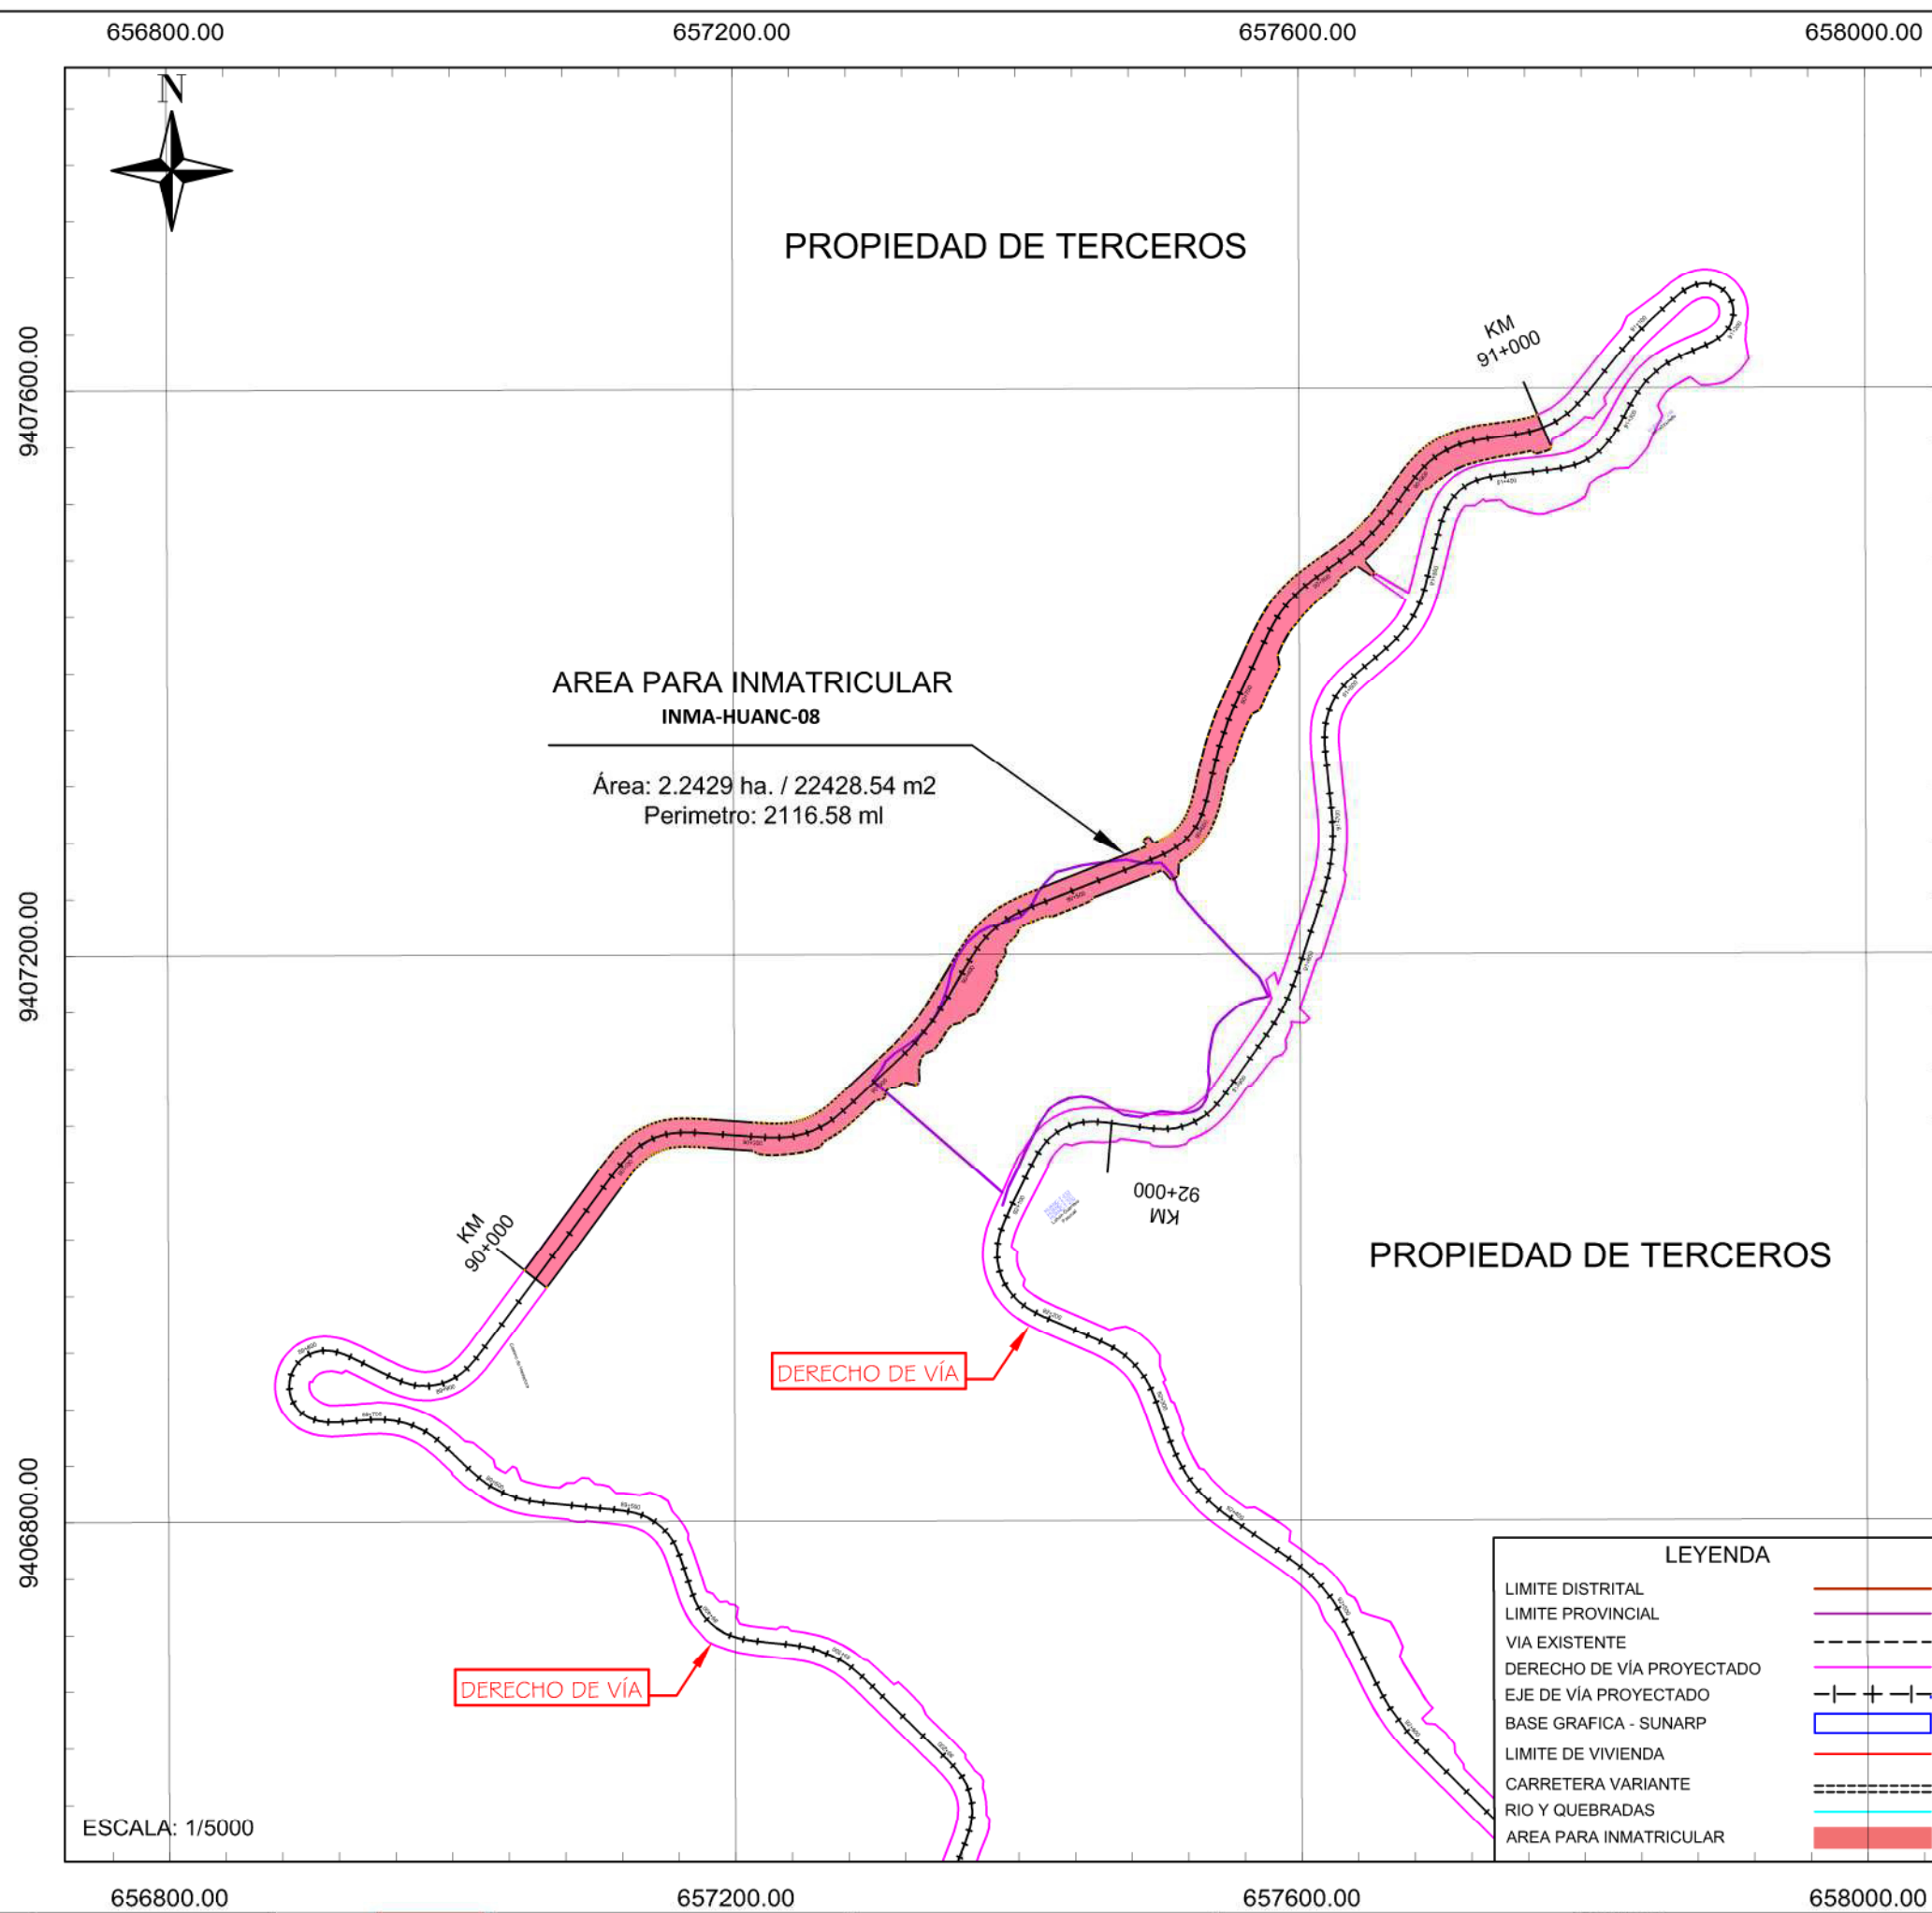 656800.00
657200.00
657600.00
658000.00
N
PROPIEDAD DE TERCEROS
9407600.00
KM
91+000
AREA PARA INMATRICULAR
INMA-HUANC-08
Área: 2.2429 ha. / 22428.54 m2
Perimetro: 2116.58 ml
9407200.00
KM
92+000
KM
90+000
PROPIEDAD DE TERCEROS
DERECHO DE VÍA
9406800.00
DERECHO DE VÍA
LEYENDA
LIMITE DISTRITAL
LIMITE PROVINCIAL
VIA EXISTENTE
DERECHO DE VÍA PROYECTADO
EJE DE VÍA PROYECTADO
BASE GRAFICA - SUNARP
LIMITE DE VIVIENDA
CARRETERA VARIANTE
RIO Y QUEBRADAS
AREA PARA INMATRICULAR
ESCALA: 1/5000
656800.00
657200.00
657600.00
658000.00